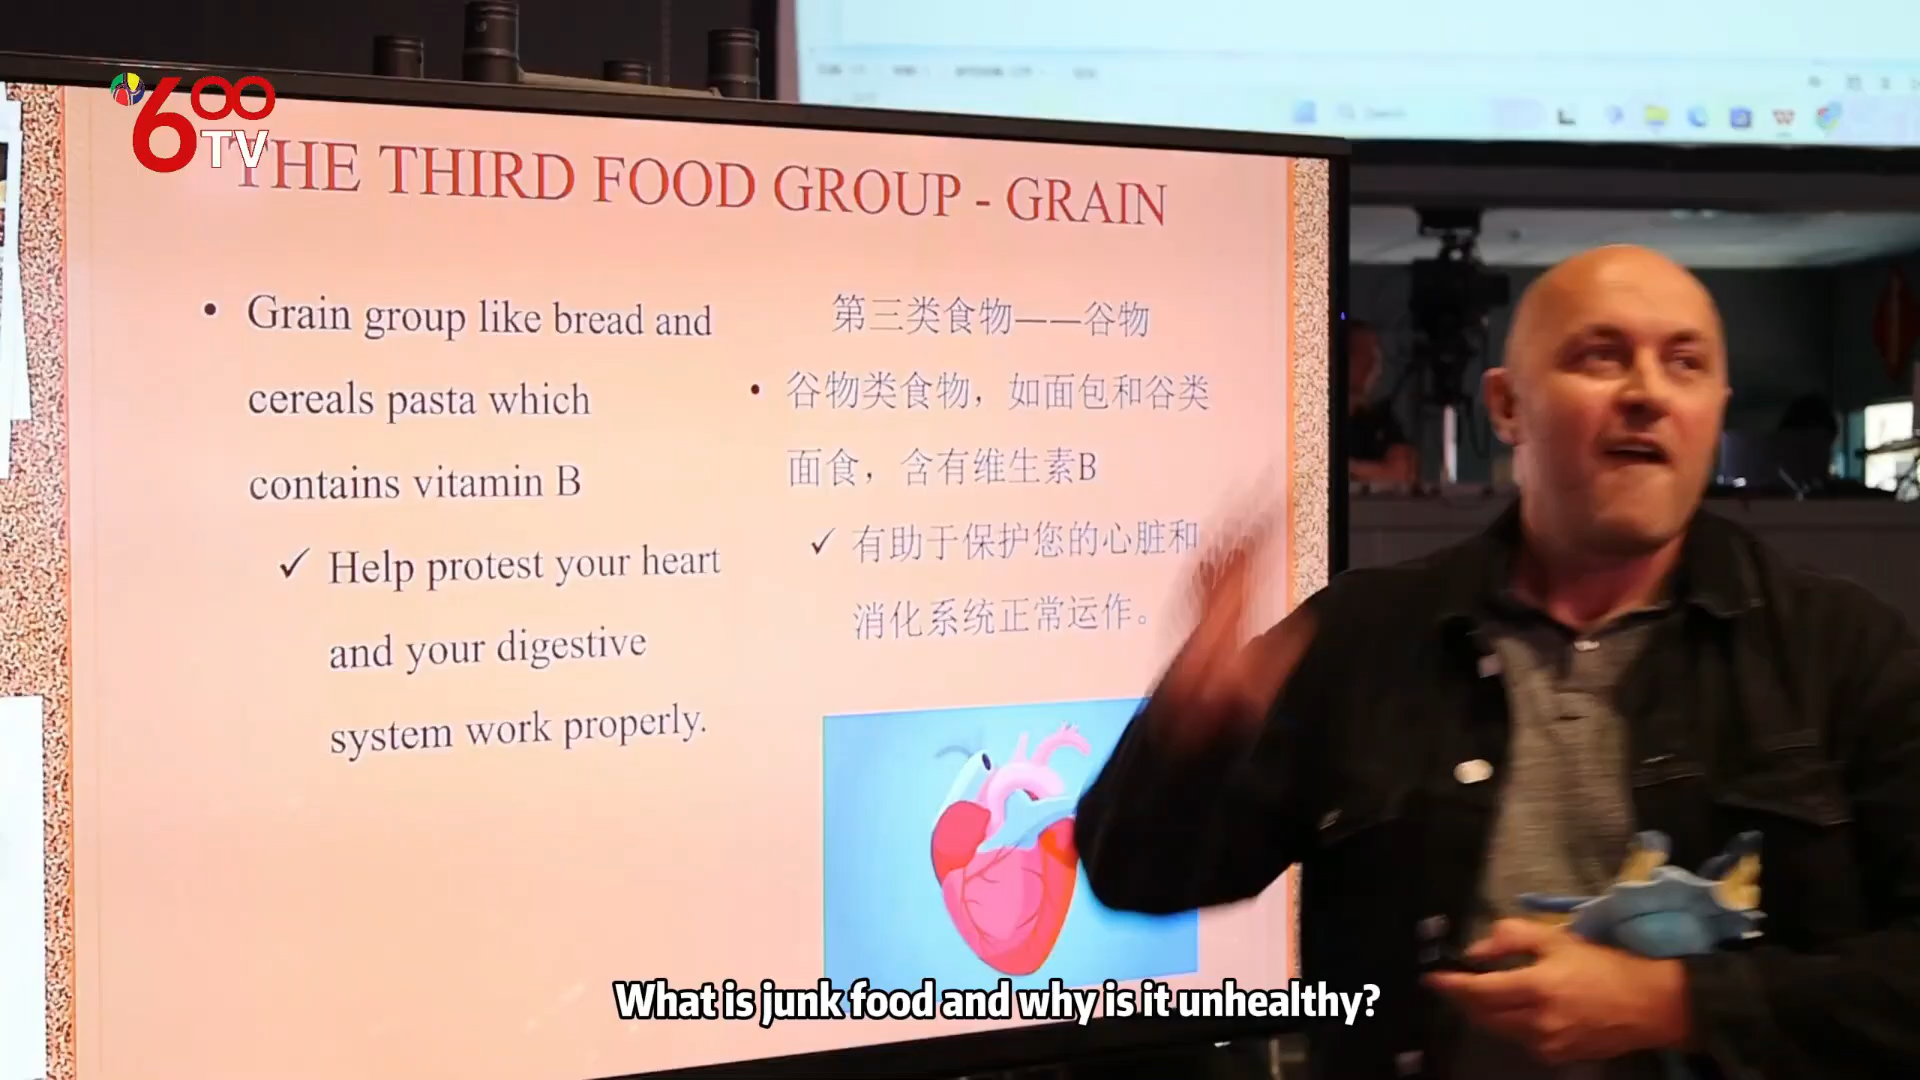 600
TV
THE THIRD FOOD GROUP - GRAIN
• Grain group like bread and
cereals pasta which
contains vitamin B
✓ Help protest your heart
and your digestive
system work properly.
第三类食物——谷物
• 谷物类食物，如面包和谷类
面食，含有维生素B
✓ 有助于保护您的心脏和
消化系统正常运作。
What is junk food and why is it unhealthy?